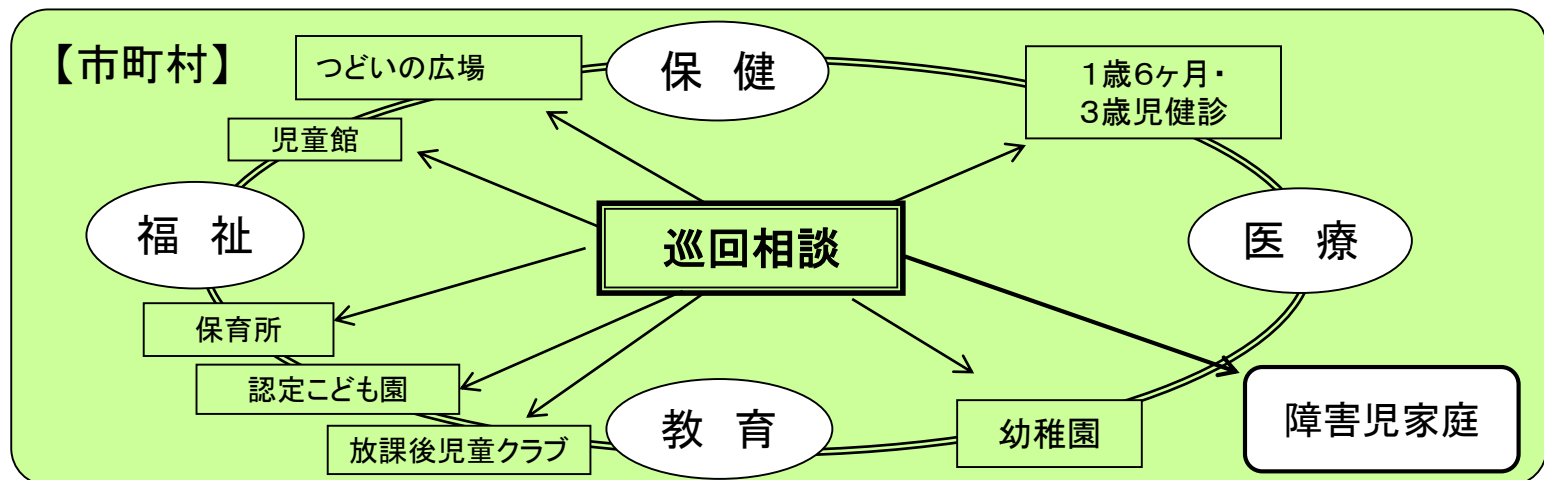 【市町村】
つどいの広場
保 健
1歳6ヶ月・
3歳児健診
児童館
福 祉
巡回相談
医 療
保育所
認定こども園
放課後児童クラブ
教 育
幼稚園
障害児家庭